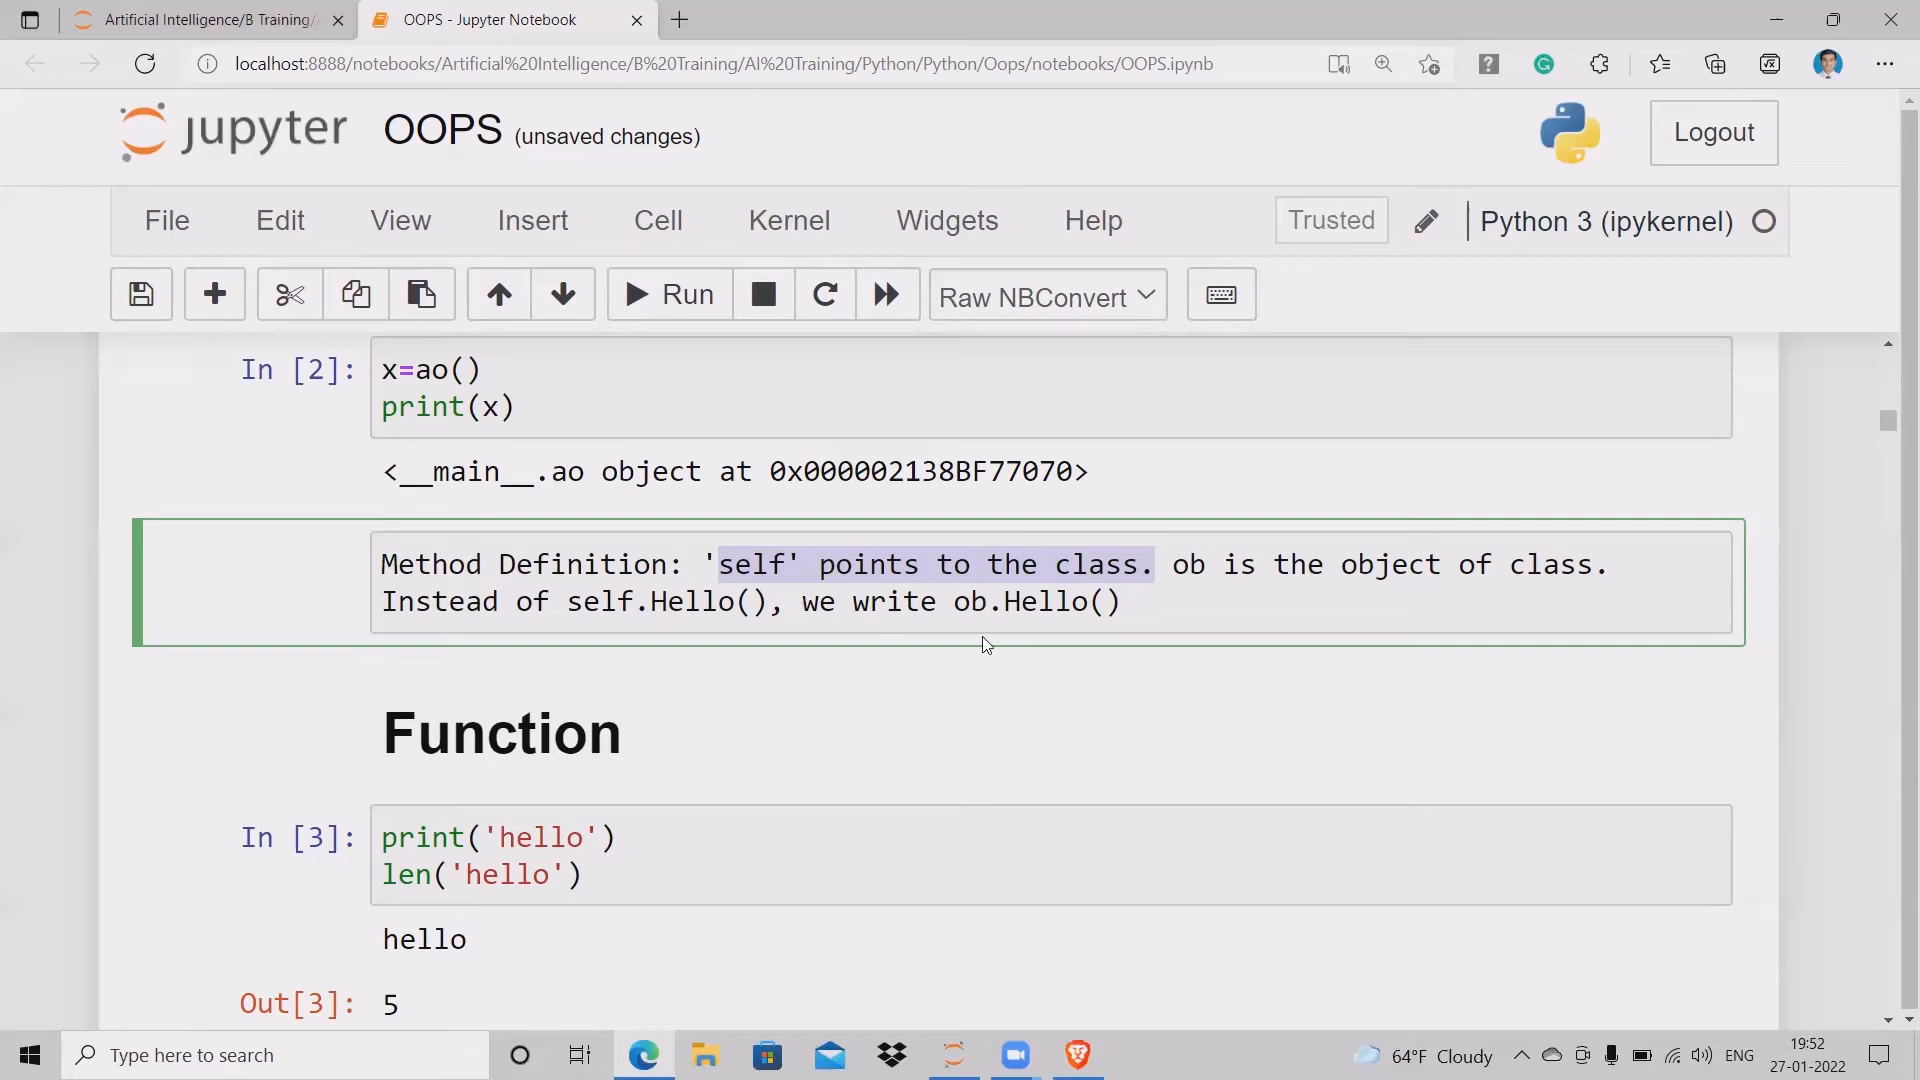 Artificial Intelligence/B Training/
OOPS - Jupyter Notebook
localhost:8888/notebooks/Artificial%20Intelligence/B%20Training/AI%20Training/Python/Python/Oops/notebooks/OOPS.ipynb
jupyter OOPS (unsaved changes)
Logout
File Edit View Insert Cell Kernel Widgets Help Trusted Python 3 (ipykernel)
Run Raw NBConvert
In [2]: x=ao()
print(x)
<__main__.ao object at 0x000002138BF77070>
Method Definition: 'self' points to the class. ob is the object of class.
Instead of self.Hello(), we write ob.Hello()
Function
In [3]: print('hello')
len('hello')
hello
Out[3]: 5
Type here to search
64°F Cloudy
ENG
19:52
27-01-2022